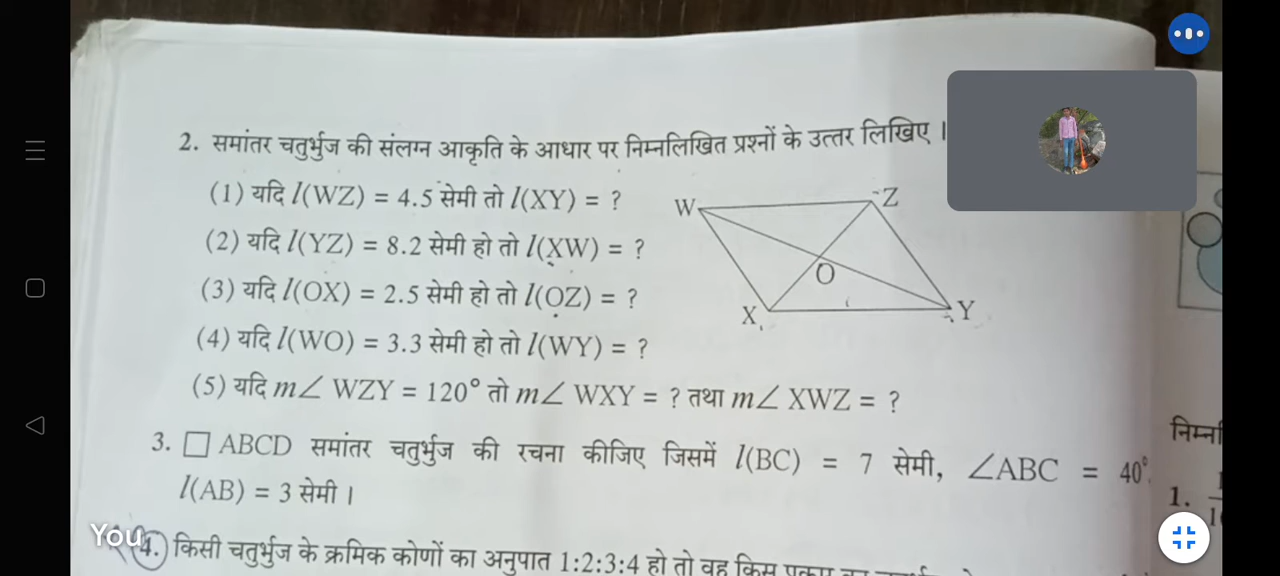 2. समांतर चतुर्भुज की संलग्न आकृति के आधार पर निम्नलिखित प्रश्नों के उत्तर लिखिए ।
(1) यदि l(WZ) = 4.5 सेमी तो l(XY) = ?
(2) यदि l(YZ) = 8.2 सेमी हो तो l(XW) = ?
(3) यदि l(OX) = 2.5 सेमी हो तो l(OZ) = ?
(4) यदि l(WO) = 3.3 सेमी हो तो l(WY) = ?
(5) यदि m∠ WZY = 120° तो m∠ WXY = ? तथा m∠ XWZ = ?
W
Z
O
X
Y
3. □ ABCD समांतर चतुर्भुज की रचना कीजिए जिसमें l(BC) = 7 सेमी, ∠ABC = 40°
l(AB) = 3 सेमी ।
You
4. किसी चतुर्भुज के क्रमिक कोणों का अनुपात 1:2:3:4 हो तो वह किस
1.